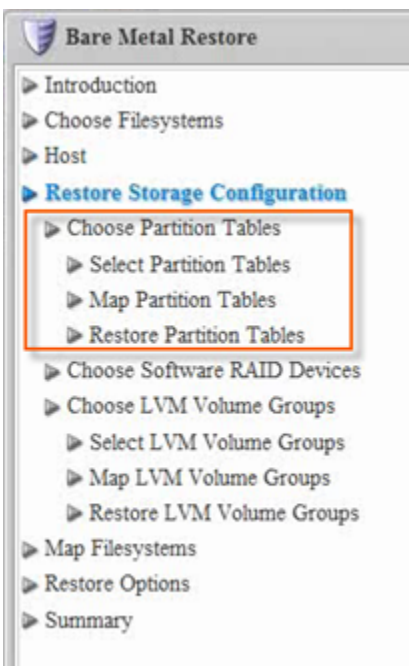 Bare Metal Restore
Introduction
Choose Filesystems
Host
Restore Storage Configuration
Choose Partition Tables
Select Partition Tables
Map Partition Tables
Restore Partition Tables
Choose Software RAID Devices
Choose LVM Volume Groups
Select LVM Volume Groups
Map LVM Volume Groups
Restore LVM Volume Groups
Map Filesystems
Restore Options
Summary